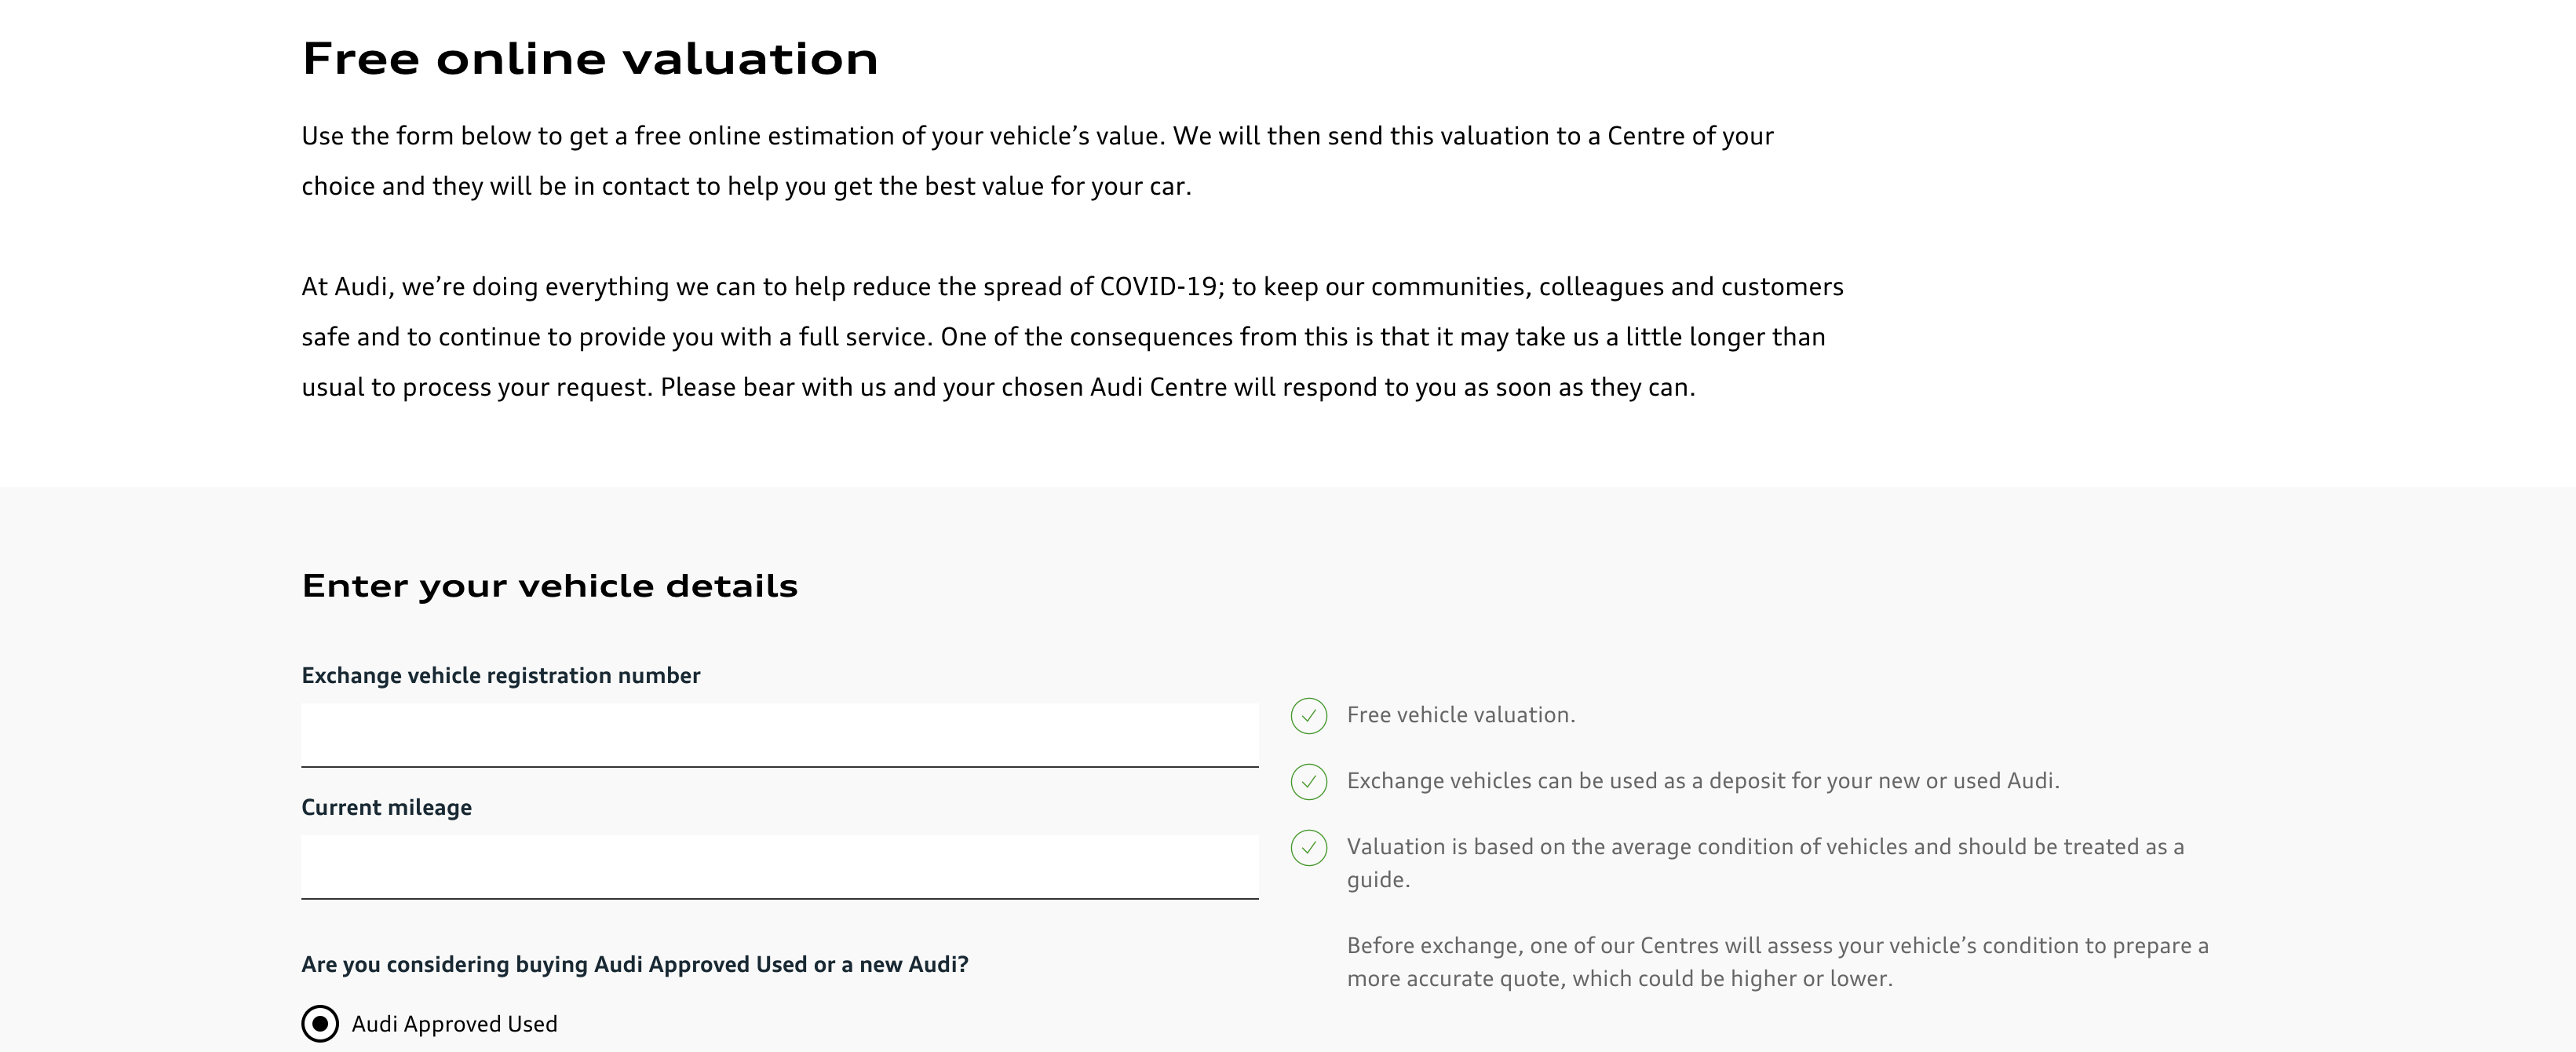 Free online valuation
Use the form below to get a free online estimation of your vehicle’s value. We will then send this valuation to a Centre of your
choice and they will be in contact to help you get the best value for your car.
At Audi, we’re doing everything we can to help reduce the spread of COVID-19; to keep our communities, colleagues and customers
safe and to continue to provide you with a full service. One of the consequences from this is that it may take us a little longer than
usual to process your request. Please bear with us and your chosen Audi Centre will respond to you as soon as they can.
Enter your vehicle details
Exchange vehicle registration number
Current mileage
Are you considering buying Audi Approved Used or a new Audi?
Audi Approved Used
Free vehicle valuation.
Exchange vehicles can be used as a deposit for your new or used Audi.
Valuation is based on the average condition of vehicles and should be treated as a
guide.
Before exchange, one of our Centres will assess your vehicle’s condition to prepare a
more accurate quote, which could be higher or lower.